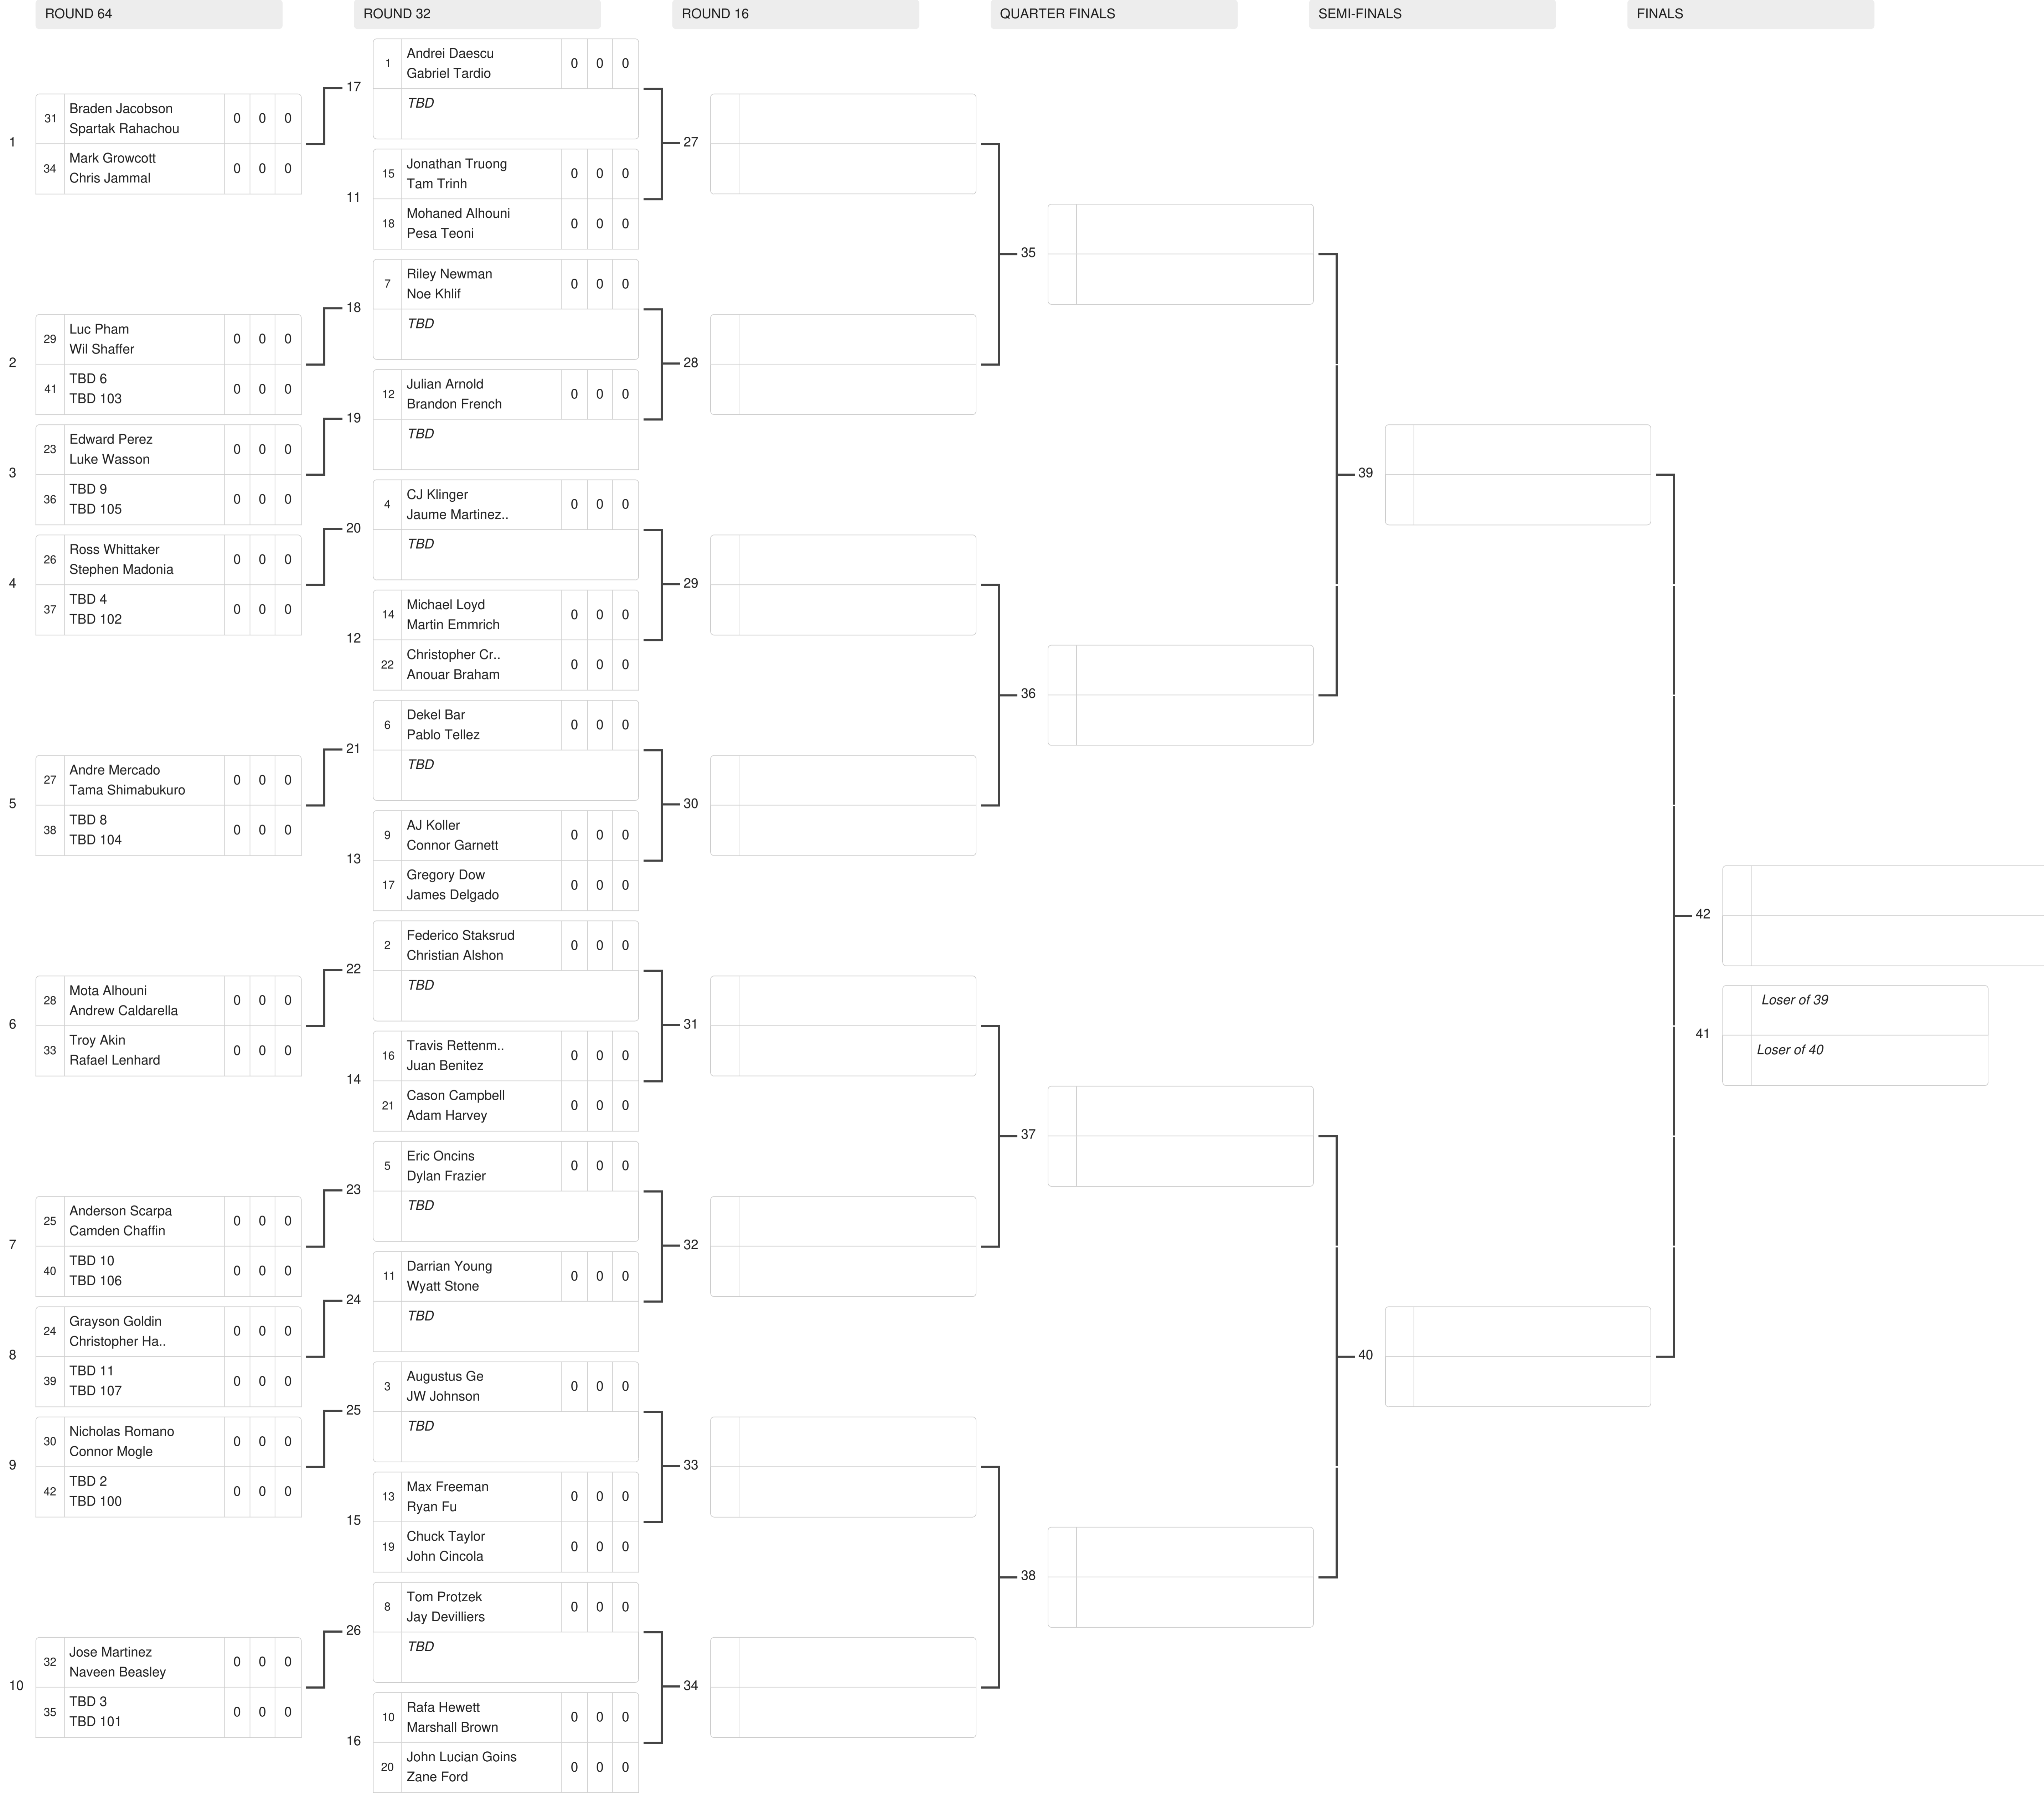 ROUND 64
ROUND 32
ROUND 16
QUARTER FINALS
SEMI-FINALS
FINALS
1
31
Braden Jacobson
Spartak Rahachou
0 0 0
34
Mark Growcott
Chris Jammal
0 0 0
2
29
Luc Pham
Wil Shaffer
0 0 0
41
TBD 6
TBD 103
0 0 0
3
23
Edward Perez
Luke Wasson
0 0 0
36
TBD 9
TBD 105
0 0 0
4
26
Ross Whittaker
Stephen Madonia
0 0 0
37
TBD 4
TBD 102
0 0 0
5
27
Andre Mercado
Tama Shimabukuro
0 0 0
38
TBD 8
TBD 104
0 0 0
6
28
Mota Alhouni
Andrew Caldarella
0 0 0
33
Troy Akin
Rafael Lenhard
0 0 0
7
25
Anderson Scarpa
Camden Chaffin
0 0 0
40
TBD 10
TBD 106
0 0 0
8
24
Grayson Goldin
Christopher Ha..
0 0 0
39
TBD 11
TBD 107
0 0 0
9
30
Nicholas Romano
Connor Mogle
0 0 0
42
TBD 2
TBD 100
0 0 0
10
32
Jose Martinez
Naveen Beasley
0 0 0
35
TBD 3
TBD 101
0 0 0
17
1
Andrei Daescu
Gabriel Tardio
0 0 0
TBD
11
15
Jonathan Truong
Tam Trinh
0 0 0
18
Mohaned Alhouni
Pesa Teoni
0 0 0
18
7
Riley Newman
Noe Khlif
0 0 0
TBD
19
12
Julian Arnold
Brandon French
0 0 0
TBD
20
4
CJ Klinger
Jaume Martinez..
0 0 0
TBD
12
14
Michael Loyd
Martin Emmrich
0 0 0
22
Christopher Cr..
Anouar Braham
0 0 0
21
6
Dekel Bar
Pablo Tellez
0 0 0
TBD
13
9
AJ Koller
Connor Garnett
0 0 0
17
Gregory Dow
James Delgado
0 0 0
22
2
Federico Staksrud
Christian Alshon
0 0 0
TBD
14
16
Travis Rettenm..
Juan Benitez
0 0 0
21
Cason Campbell
Adam Harvey
0 0 0
23
5
Eric Oncins
Dylan Frazier
0 0 0
TBD
24
11
Darrian Young
Wyatt Stone
0 0 0
TBD
25
3
Augustus Ge
JW Johnson
0 0 0
TBD
15
13
Max Freeman
Ryan Fu
0 0 0
19
Chuck Taylor
John Cincola
0 0 0
26
8
Tom Protzek
Jay Devilliers
0 0 0
TBD
16
10
Rafa Hewett
Marshall Brown
0 0 0
20
John Lucian Goins
Zane Ford
0 0 0
27
28
29
30
31
32
33
34
35
36
37
38
39
40
42
41
Loser of 39
Loser of 40